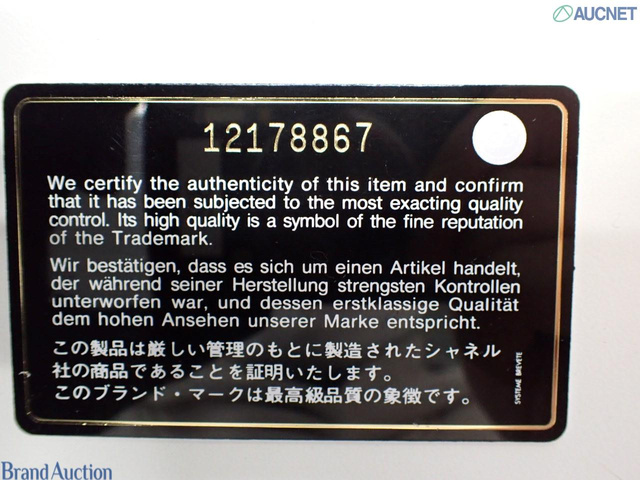 AUCNET
12178867
We certify the authenticity of this item and confirm
that it has been subjected to the most exacting quality
control. Its high quality is a symbol of the fine reputation
of the Trademark.
Wir bestätigen, dass es sich um einen Artikel handelt,
der während seiner Herstellung strengsten Kontrollen
unterworfen war, und dessen erstklassige Qualität
dem hohen Ansehen unserer Marke entspricht.
この製品は厳しい管理のもとに製造されたシャネル
社の商品であることを証明いたします。
このブランド・マークは最高級品質の象徴です。
SYSTEME BREVETE
Brand Auction